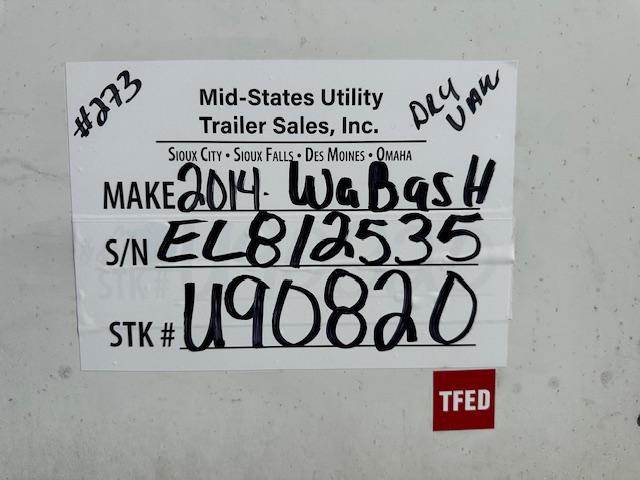 #273
Mid-States Utility
Trailer Sales, Inc.
DRY
VAN
SIOUX CITY • SIOUX FALLS • DES MOINES • OMAHA
MAKE 2014. WaBasH
S/N EL812535
STK #
STK # U90820
TFED